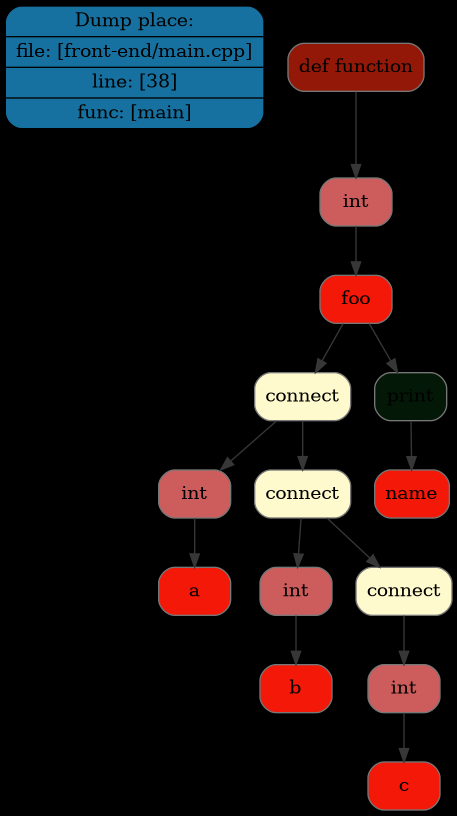 Dump place:
file: [front-end/main.cpp]
line: [38]
func: [main]
def function
int
foo
connect
print
int
connect
name
a
int
connect
b
int
c